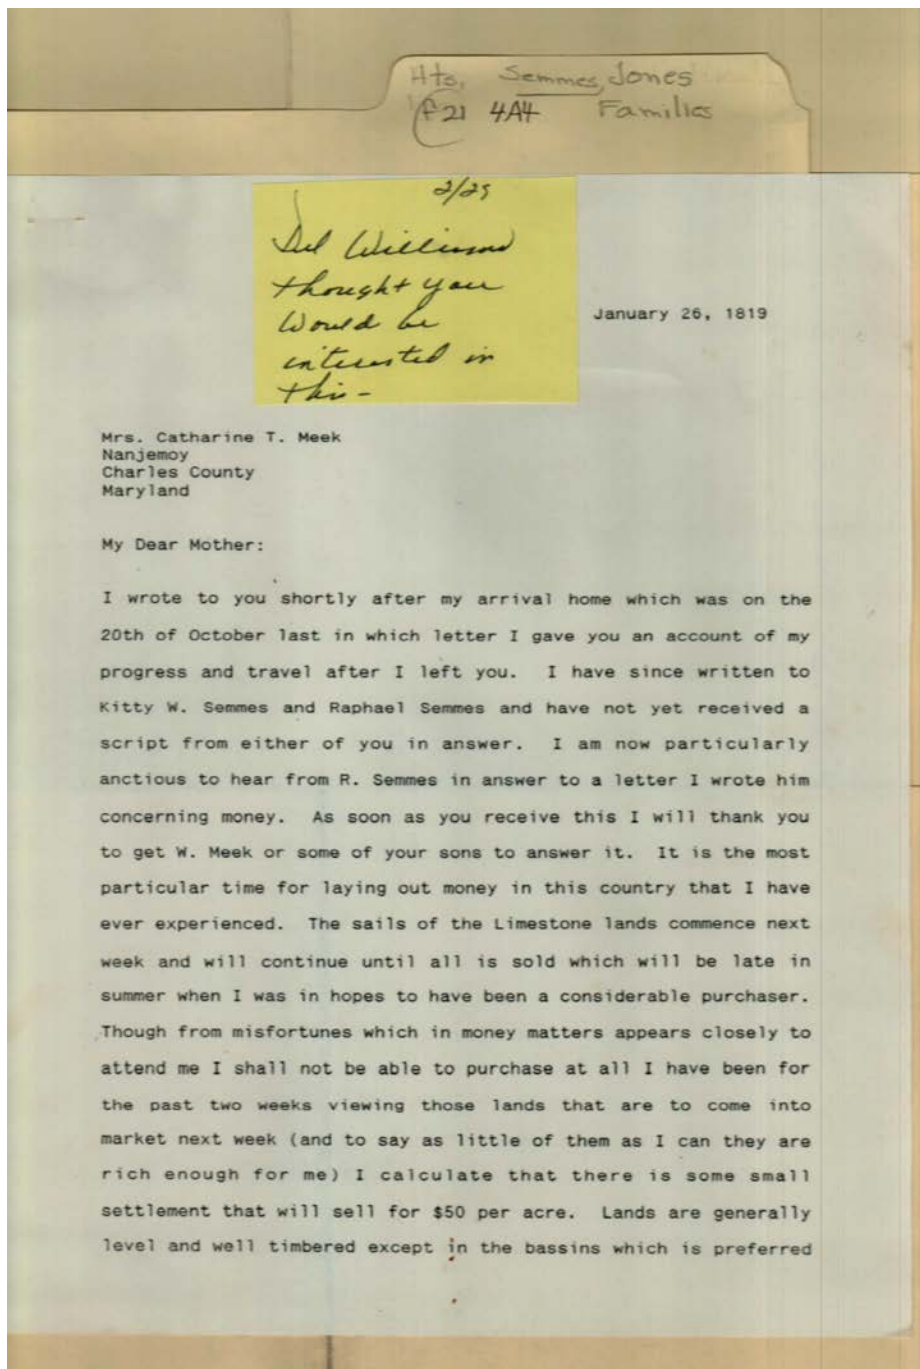 Hts. Semmes, Jones
F21 4A4 Families
2/25
thought you
would be
interested in
this-
January 26, 1819
Mrs. Catharine T. Meek
Nanjemoy
Charles County
Maryland
My Dear Mother:
I wrote to you shortly after my arrival home which was on the
20th of October last in which letter I gave you an account of my
progress and travel after I left you. I have since written to
Kitty W. Semmes and Raphael Semmes and have not yet received a
script from either of you in answer. I am now particularly
anctious to hear from R. Semmes in answer to a letter I wrote him
concerning money. As soon as you receive this I will thank you
to get W. Meek or some of your sons to answer it. It is the most
particular time for laying out money in this country that I have
ever experienced. The sails of the Limestone lands commence next
week and will continue until all is sold which will be late in
summer when I was in hopes to have been a considerable purchaser.
Though from misfortunes which in money matters appears closely to
attend me I shall not be able to purchase at all I have been for
the past two weeks viewing those lands that are to come into
market next week (and to say as little of them as I can they are
rich enough for me) I calculate that there is some small
settlement that will sell for $50 per acre. Lands are generally
level and well timbered except in the bassins which is preferred